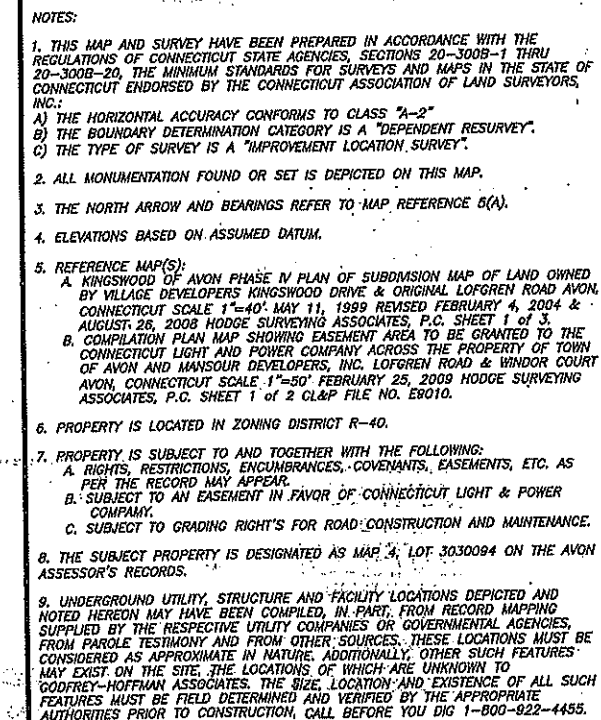 NOTES:
1. THIS MAP AND SURVEY HAVE BEEN PREPARED IN ACCORDANCE WITH THE
REGULATIONS OF CONNECTICUT STATE AGENCIES, SECTIONS 20-300B-1 THRU
20-300B-20, THE MINIMUM STANDARDS FOR SURVEYS AND MAPS IN THE STATE OF
CONNECTICUT ENDORSED BY THE CONNECTICUT ASSOCIATION OF LAND SURVEYORS,
INC.:
A) THE HORIZONTAL ACCURACY CONFORMS TO CLASS "A-2"
B) THE BOUNDARY DETERMINATION CATEGORY IS A "DEPENDENT RESURVEY".
C) THE TYPE OF SURVEY IS A "IMPROVEMENT LOCATION SURVEY".
2. ALL MONUMENTATION FOUND OR SET IS DEPICTED ON THIS MAP.
3. THE NORTH ARROW AND BEARINGS REFER TO MAP REFERENCE 5(A).
4. ELEVATIONS BASED ON ASSUMED DATUM.
5. REFERENCE MAP(S):
A. KINGSWOOD OF AVON PHASE IV PLAN OF SUBDIVISION MAP OF LAND OWNED
BY VILLAGE DEVELOPERS KINGSWOOD DRIVE & ORIGINAL LOFGREN ROAD AVON,
CONNECTICUT SCALE 1"=40' MAY 11, 1999 REVISED FEBRUARY 4, 2004 &
AUGUST 26, 2008 HODGE SURVEYING ASSOCIATES, P.C. SHEET 1 of 3.
B. COMPILATION PLAN MAP SHOWING EASEMENT AREA TO BE GRANTED TO THE
CONNECTICUT LIGHT AND POWER COMPANY ACROSS THE PROPERTY OF TOWN
OF AVON AND MANSOUR DEVELOPERS, INC. LOFGREN ROAD & WINDOR COURT
AVON, CONNECTICUT SCALE 1"=50' FEBRUARY 25, 2009 HODGE SURVEYING
ASSOCIATES, P.C. SHEET 1 of 2 CL&P FILE NO. E9010.
6. PROPERTY IS LOCATED IN ZONING DISTRICT R-40.
7. PROPERTY IS SUBJECT TO AND TOGETHER WITH THE FOLLOWING:
A. RIGHTS, RESTRICTIONS, ENCUMBRANCES, COVENANTS, EASEMENTS, ETC. AS
PER THE RECORD MAY APPEAR.
B. SUBJECT TO AN EASEMENT IN FAVOR OF CONNECTICUT LIGHT & POWER
COMPAMY.
C. SUBJECT TO GRADING RIGHT'S FOR ROAD CONSTRUCTION AND MAINTENANCE.
8. THE SUBJECT PROPERTY IS DESIGNATED AS MAP 4, LOT 3030094 ON THE AVON
ASSESSOR'S RECORDS.
9. UNDERGROUND UTILITY, STRUCTURE AND FACILITY LOCATIONS DEPICTED AND
NOTED HEREON MAY HAVE BEEN COMPILED, IN PART, FROM RECORD MAPPING
SUPPLIED BY THE RESPECTIVE UTILITY COMPANIES OR GOVERNMENTAL AGENCIES,
FROM PAROLE TESTIMONY AND FROM OTHER SOURCES. THESE LOCATIONS MUST BE
CONSIDERED AS APPROXIMATE IN NATURE. ADDITIONALLY, OTHER SUCH FEATURES
MAY EXIST ON THE SITE, THE LOCATIONS OF WHICH ARE UNKNOWN TO
GODFREY-HOFFMAN ASSOCIATES. THE SIZE, LOCATION AND EXISTENCE OF ALL SUCH
FEATURES MUST BE FIELD DETERMINED AND VERIFIED BY THE APPROPRIATE
AUTHORITIES PRIOR TO CONSTRUCTION, CALL BEFORE YOU DIG 1-800-922-4455.